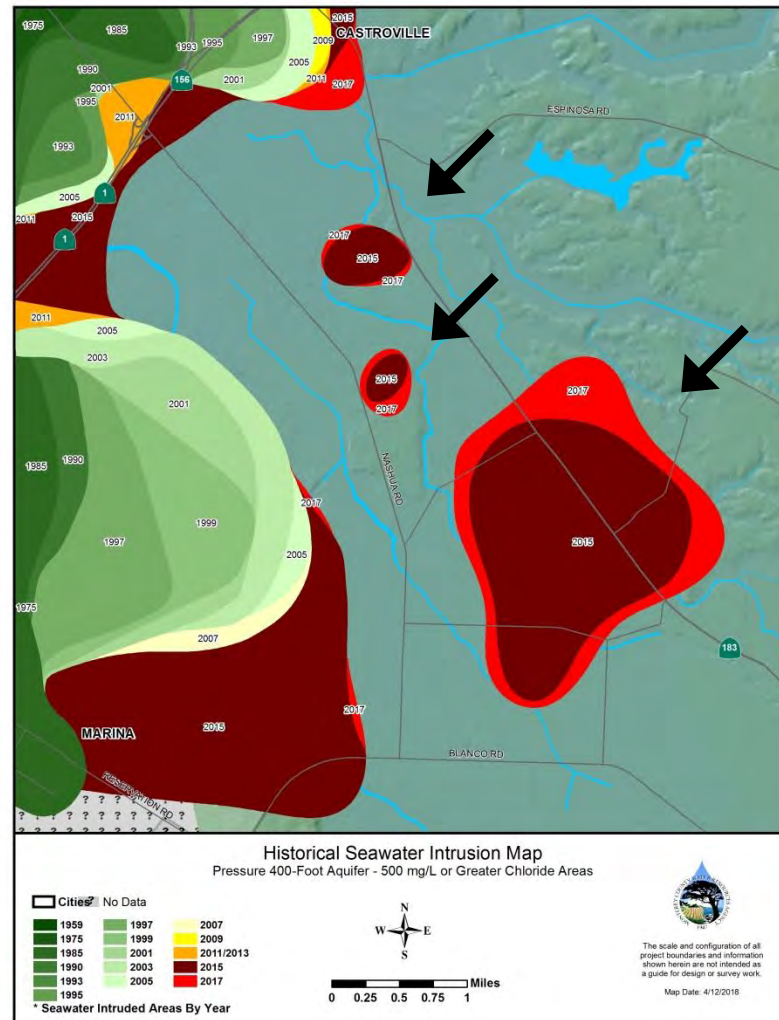 1975
1985
1993
1995
1997
2015
2009
CASTROVILLE
1990
156
2001
2005
2011
2017
2001
1995
2011
ESPINOSA RD
1993
2005
1
2011
2015
1
2017
2015
2017
2011
2005
2003
2015
2017
2017
2001
1985
1990
NASHUA RD
2017
1999
2015
1997
2005
1975
2007
183
2015
2017
MARINA
BLANCO RD
RESERVATION RD
? ? ? ? ? ? ?
Historical Seawater Intrusion Map
Pressure 400-Foot Aquifer - 500 mg/L or Greater Chloride Areas
Cities ? No Data
1959 1997 2007
1975 1999 2009
1985 2001 2011/2013
1990 2003 2015
1993 2005 2017
1995
* Seawater Intruded Areas By Year
N
W E
S
Miles
0 0.25 0.5 0.75 1
MONTEREY COUNTY WATER RESOURCES AGENCY
The scale and configuration of all
project boundaries and information
shown herein are not intended as
a guide for design or survey work.
Map Date: 4/12/2018